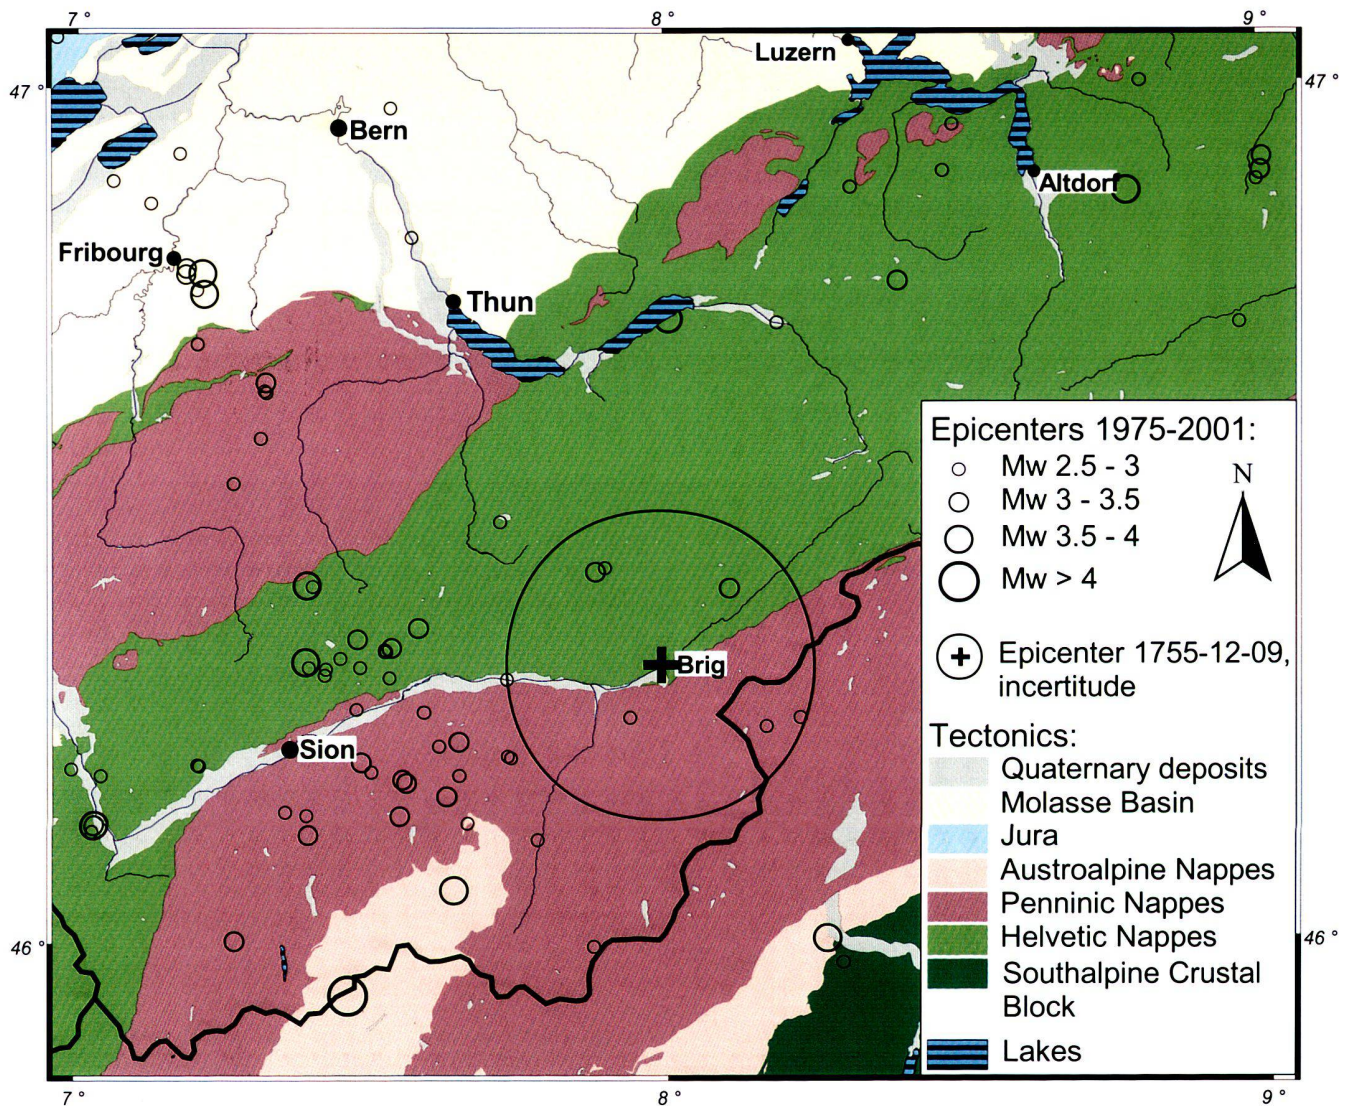 7 °
8 °
9 °
Luzern
47 °
47 °
Bern
Altdorf
Fribourg
Thun
Epicenters 1975-2001:
Mw 2.5 - 3
N
Mw 3 - 3.5
Mw 3.5 - 4
Mw > 4
Epicenter 1755-12-09,
incertitude
Brig
Sion
Tectonics:
Quaternary deposits
Molasse Basin
Jura
Austroalpine Nappes
Penninic Nappes
Helvetic Nappes
Southalpine Crustal
Block
Lakes
46 °
46 °
7 °
8 °
9 °